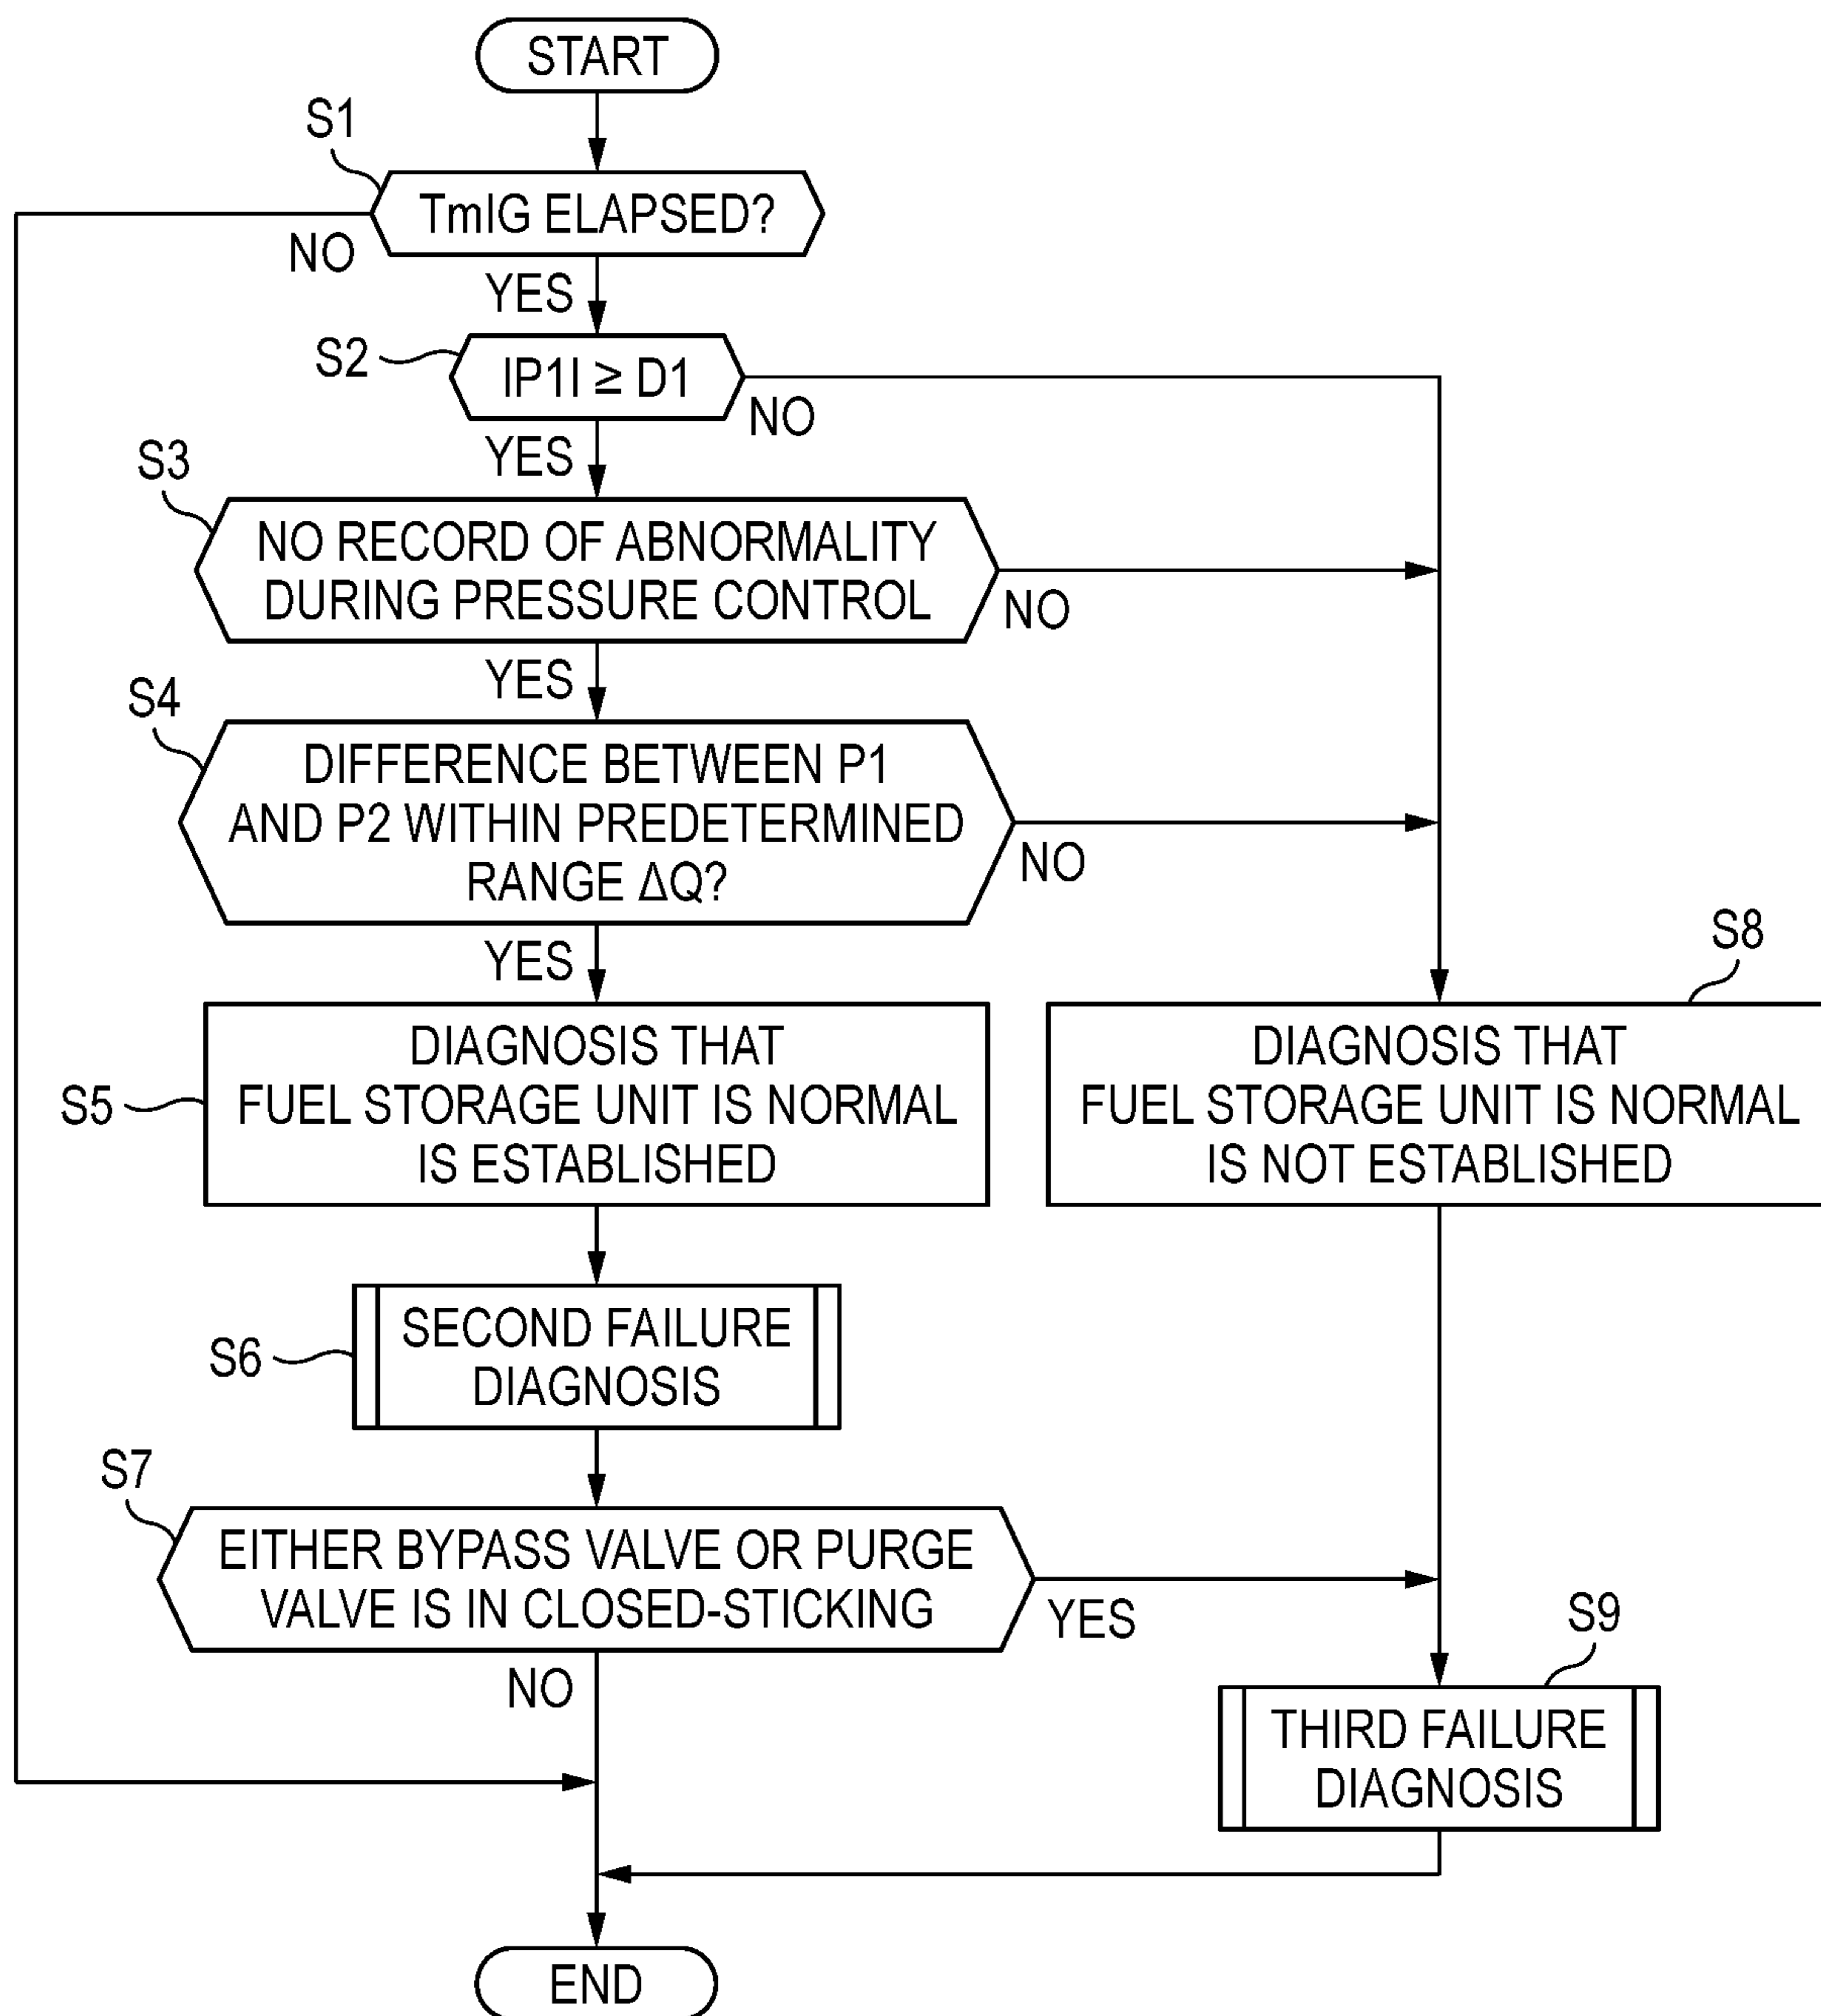 START
S1
TmIG ELAPSED?
NO
YES
S2
IP1I ≥ D1
NO
YES
S3
NO RECORD OF ABNORMALITY
DURING PRESSURE CONTROL
NO
YES
S4
DIFFERENCE BETWEEN P1
AND P2 WITHIN PREDETERMINED
RANGE ΔQ?
NO
YES
S5
DIAGNOSIS THAT
FUEL STORAGE UNIT IS NORMAL
IS ESTABLISHED
S8
DIAGNOSIS THAT
FUEL STORAGE UNIT IS NORMAL
IS NOT ESTABLISHED
S6
SECOND FAILURE
DIAGNOSIS
S7
EITHER BYPASS VALVE OR PURGE
VALVE IS IN CLOSED-STICKING
YES
NO
S9
THIRD FAILURE
DIAGNOSIS
END